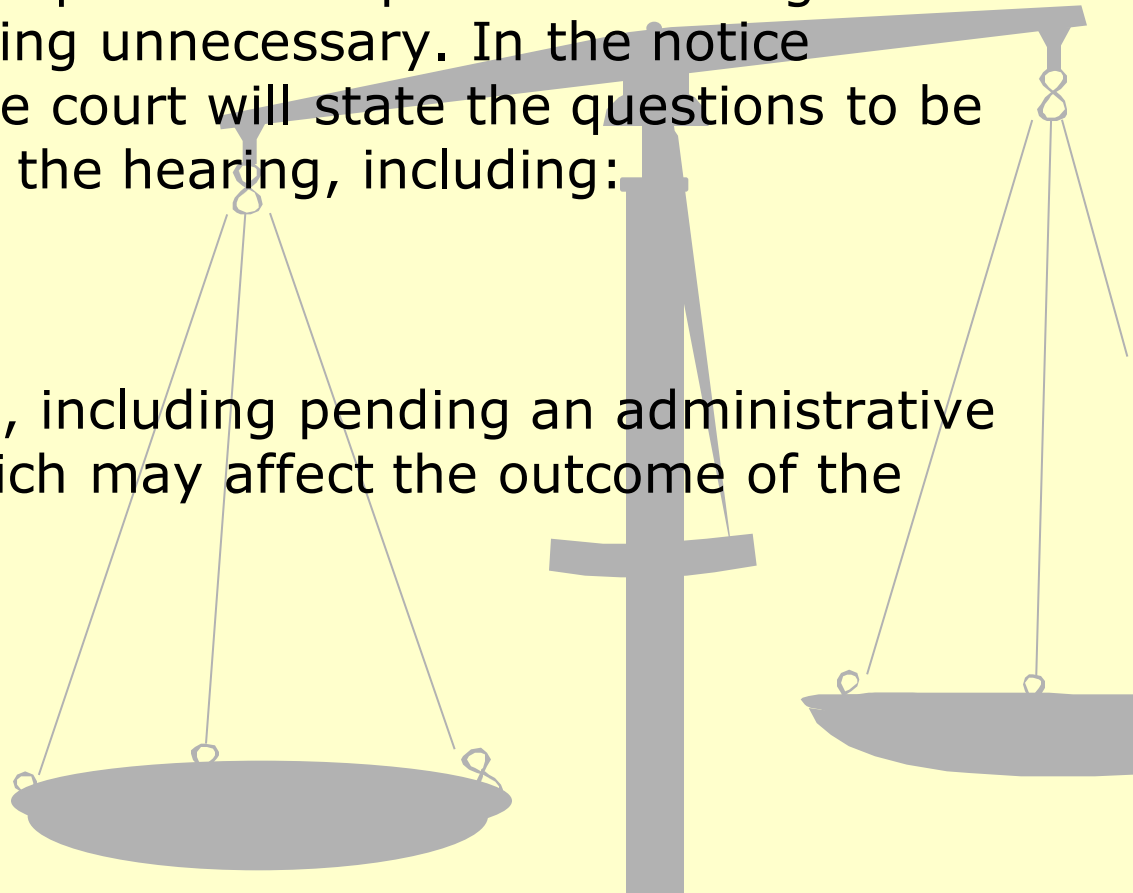 ing unnecessary. In the notice
e court will state the questions to be
the hearing, including:
, including pending an administrative
ich may affect the outcome of the